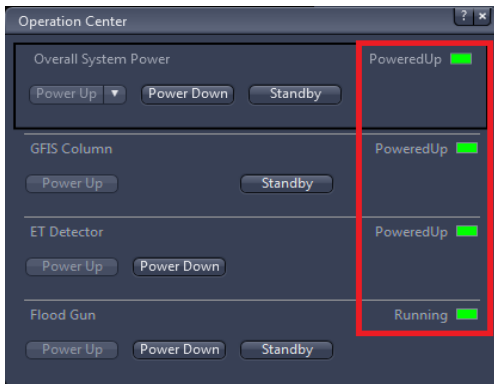 Operation Center ? ×
Overall System Power PoweredUp
Power Up ▼ Power Down Standby
GFIS Column PoweredUp
Power Up Standby
ET Detector PoweredUp
Power Up Power Down
Flood Gun Running
Power Up Power Down Standby